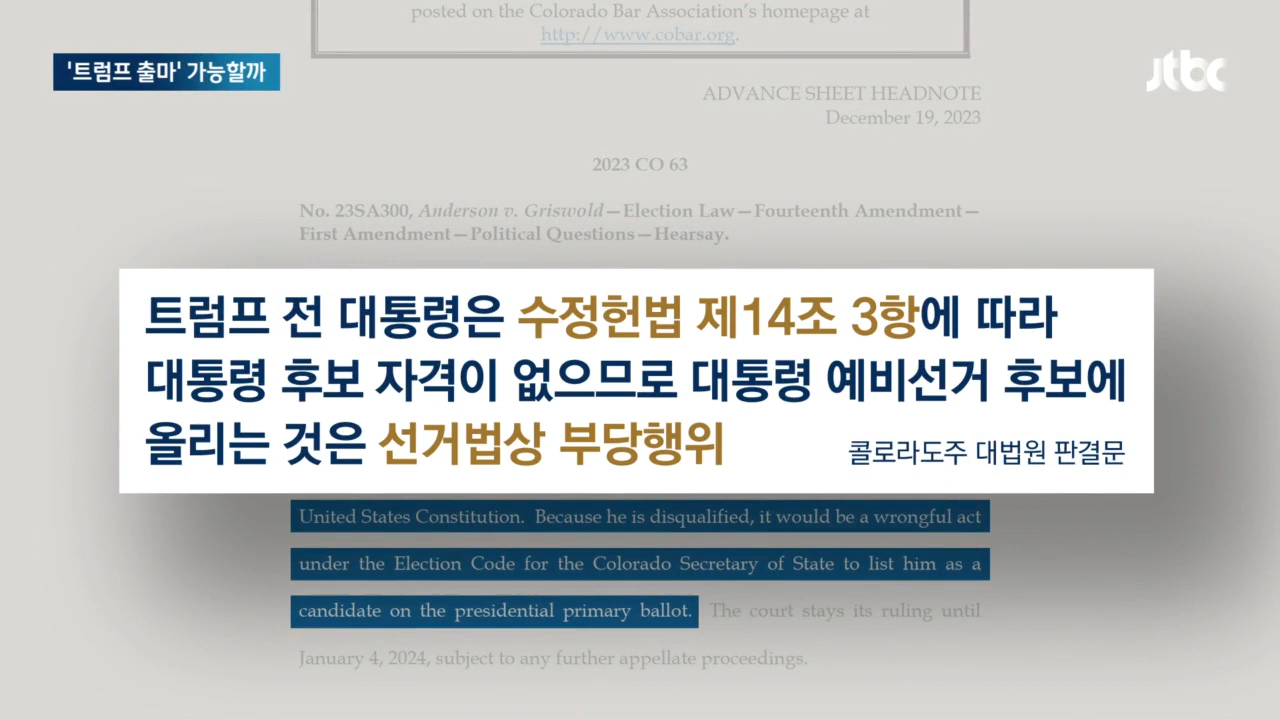 posted on the Colorado Bar Association’s homepage at
http://www.cobar.org.
'트럼프 출마' 가능할까
jtbc
ADVANCE SHEET HEADNOTE
December 19, 2023
2023 CO 63
No. 23SA300, Anderson v. Griswold—Election Law—Fourteenth Amendment—
First Amendment—Political Questions—Hearsay.
트럼프 전 대통령은 수정헌법 제14조 3항에 따라
대통령 후보 자격이 없으므로 대통령 예비선거 후보에
올리는 것은 선거법상 부당행위
콜로라도주 대법원 판결문
United States Constitution. Because he is disqualified, it would be a wrongful act
under the Election Code for the Colorado Secretary of State to list him as a
candidate on the presidential primary ballot. The court stays its ruling until
January 4, 2024, subject to any further appellate proceedings.